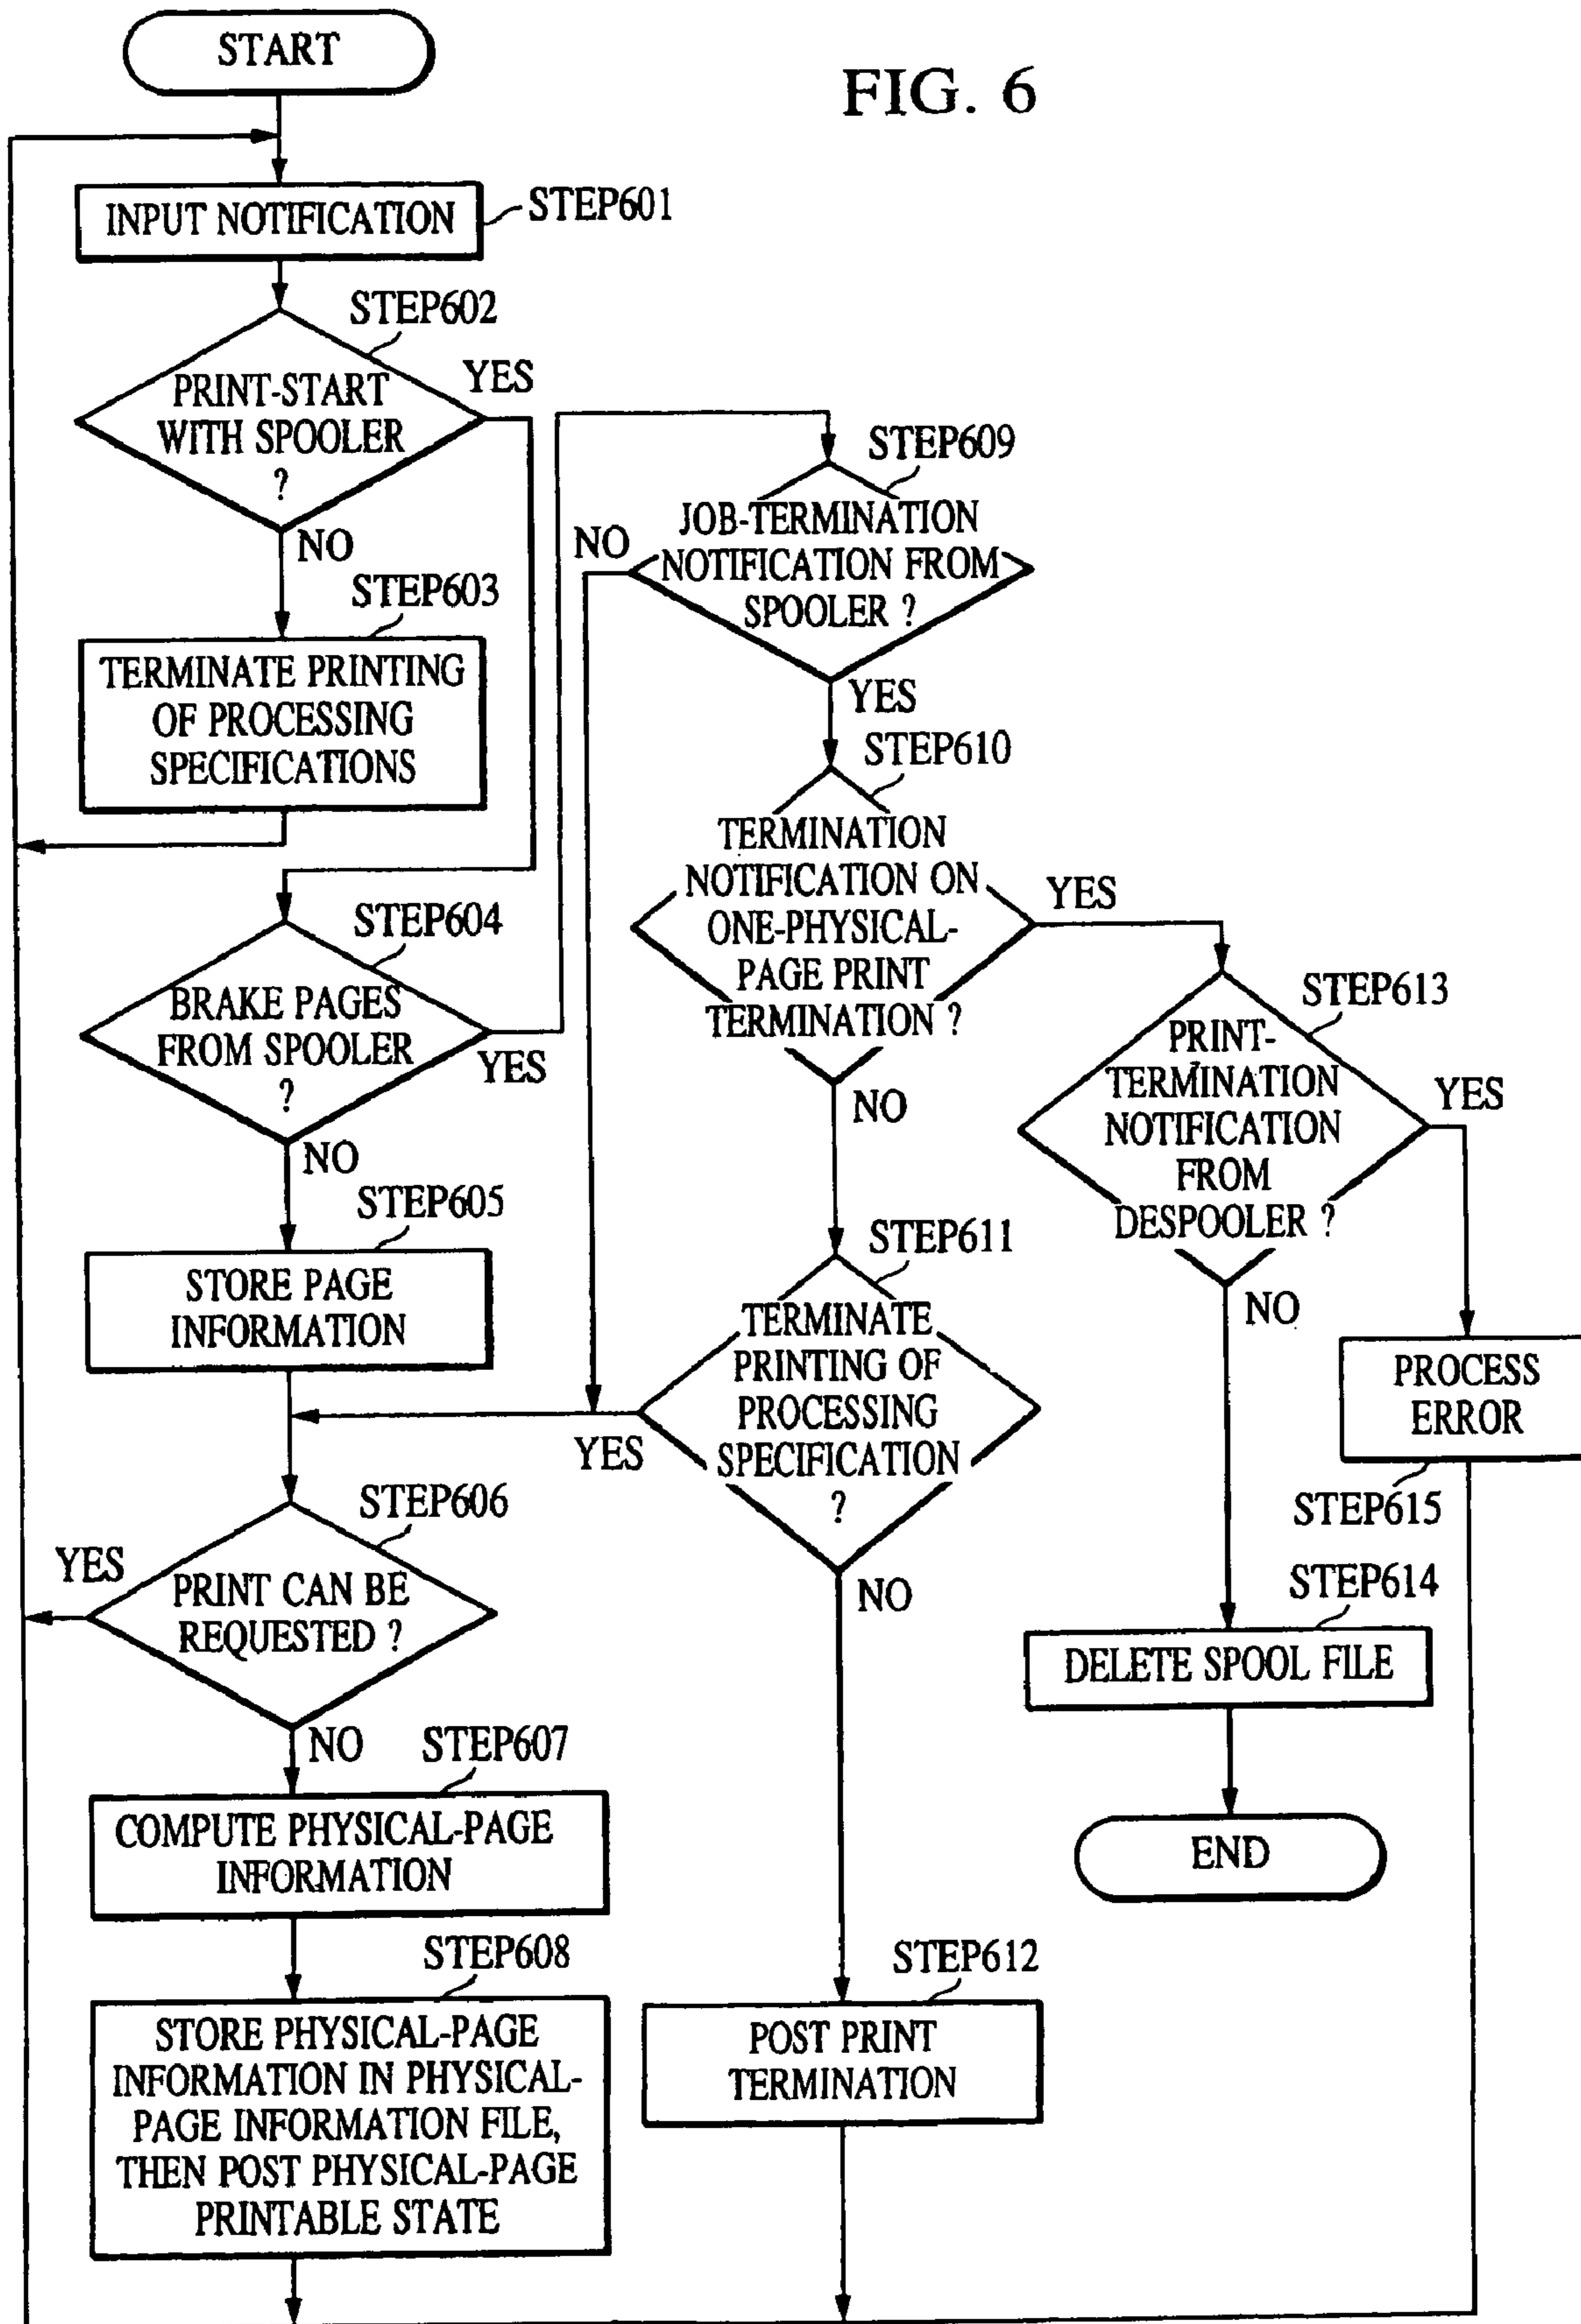 START
FIG. 6
INPUT NOTIFICATION
STEP601
STEP602
PRINT-START
WITH SPOOLER
?
YES
NO
STEP603
TERMINATE PRINTING
OF PROCESSING
SPECIFICATIONS
STEP604
BRAKE PAGES
FROM SPOOLER
?
YES
NO
STEP605
STORE PAGE
INFORMATION
STEP606
YES
PRINT CAN BE
REQUESTED ?
NO
STEP607
COMPUTE PHYSICAL-PAGE
INFORMATION
STEP608
STORE PHYSICAL-PAGE
INFORMATION IN PHYSICAL-
PAGE INFORMATION FILE,
THEN POST PHYSICAL-PAGE
PRINTABLE STATE
STEP609
JOB-TERMINATION
NOTIFICATION FROM
SPOOLER ?
NO
YES
STEP610
TERMINATION
NOTIFICATION ON
ONE-PHYSICAL-
PAGE PRINT
TERMINATION ?
YES
NO
STEP611
TERMINATE
PRINTING OF
PROCESSING
SPECIFICATION
?
YES
NO
STEP612
POST PRINT
TERMINATION
STEP613
PRINT-
TERMINATION
NOTIFICATION
FROM
DESPOOLER ?
YES
NO
PROCESS
ERROR
STEP615
STEP614
DELETE SPOOL FILE
END